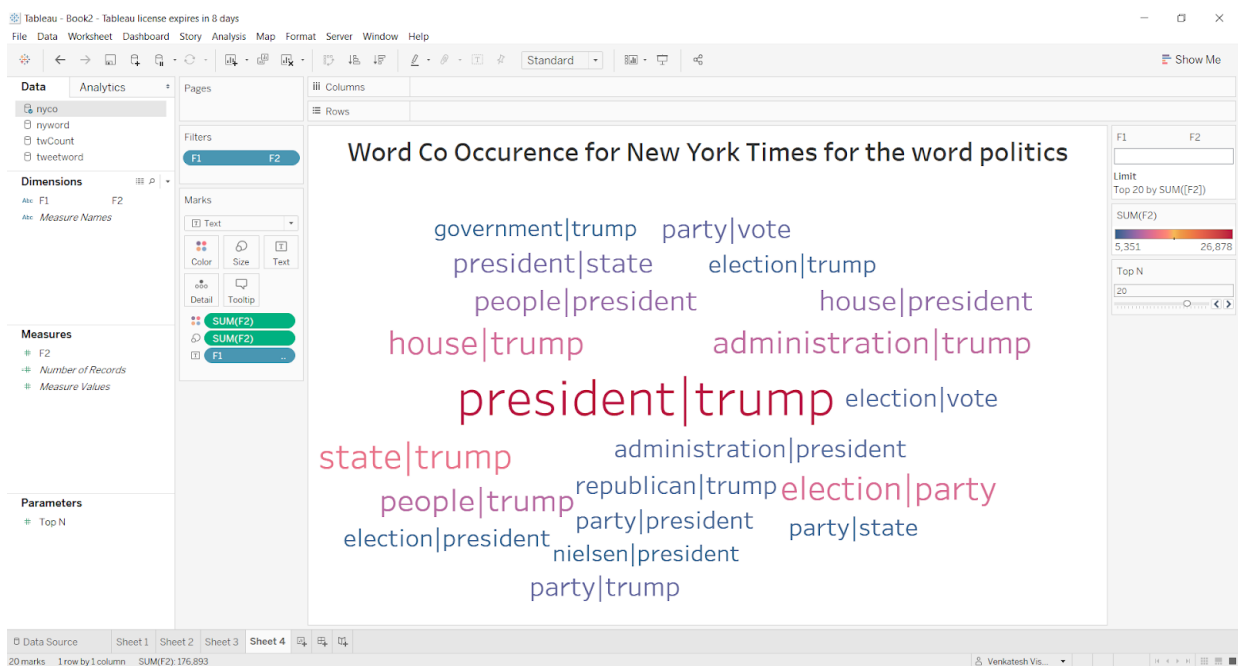 Tableau - Book2 - Tableau license expires in 8 days
File Data Worksheet Dashboard Story Analysis Map Format Server Window Help
Standard
Show Me
Data Analytics
nyco
nyword
twCount
tweetword
Dimensions
Abc F1 F2
Abc Measure Names
Measures
# F2
# Number of Records
# Measure Values
Parameters
# Top N
Pages
Filters
F1 F2
Marks
T Text
Color Size Text
Detail Tooltip
SUM(F2)
SUM(F2)
F1 ..
Columns
Rows
Word Co Occurence for New York Times for the word politics
government|trump party|vote
president|state election|trump
people|president house|president
house|trump administration|trump
president|trump election|vote
administration|president
state|trump
republican|trump election|party
people|trump
party|president party|state
election|president
nielsen|president
party|trump
F1 F2
Limit
Top 20 by SUM([F2])
SUM(F2)
5,351 26,878
Top N
20
Data Source Sheet 1 Sheet 2 Sheet 3 Sheet 4
20 marks 1 row by 1 column SUM(F2): 176,893 Venkatesh Vis...